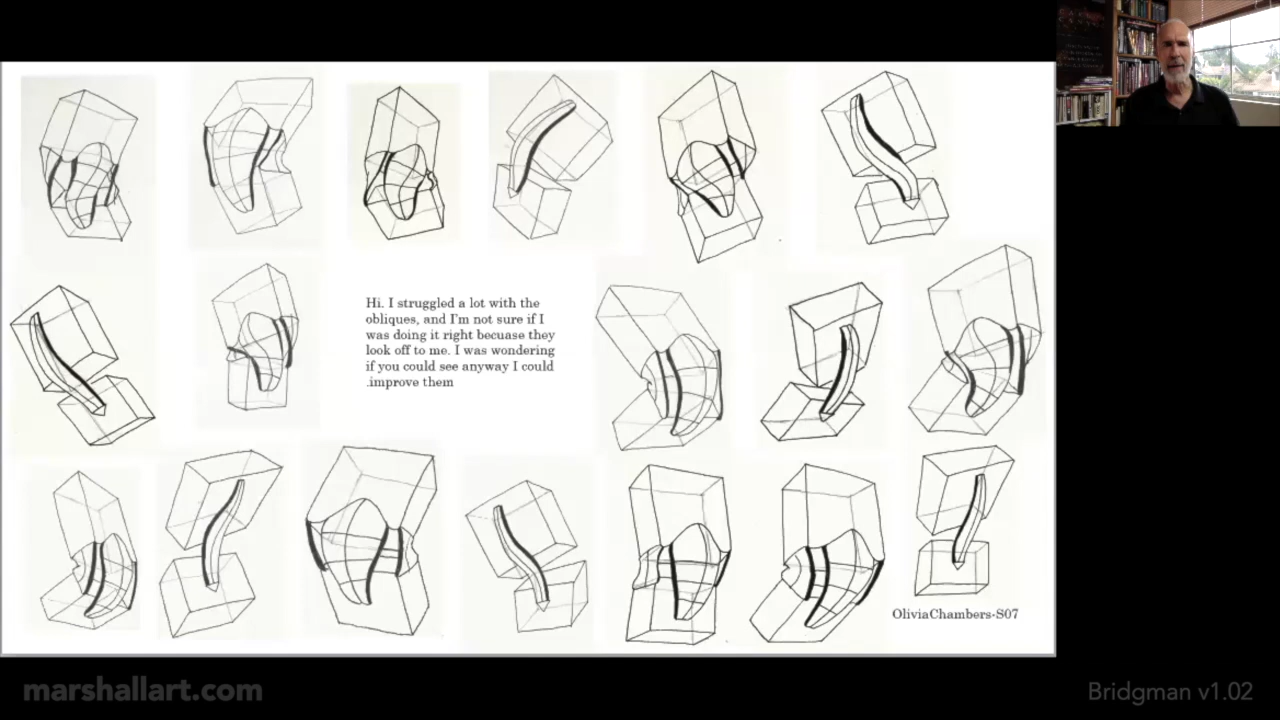 Hi. I struggled a lot with the
obliques, and I'm not sure if I
was doing it right becuase they
look off to me. I was wondering
if you could see anyway I could
.improve them
OliviaChambers-S07
marshallart.com
Bridgman v1.02